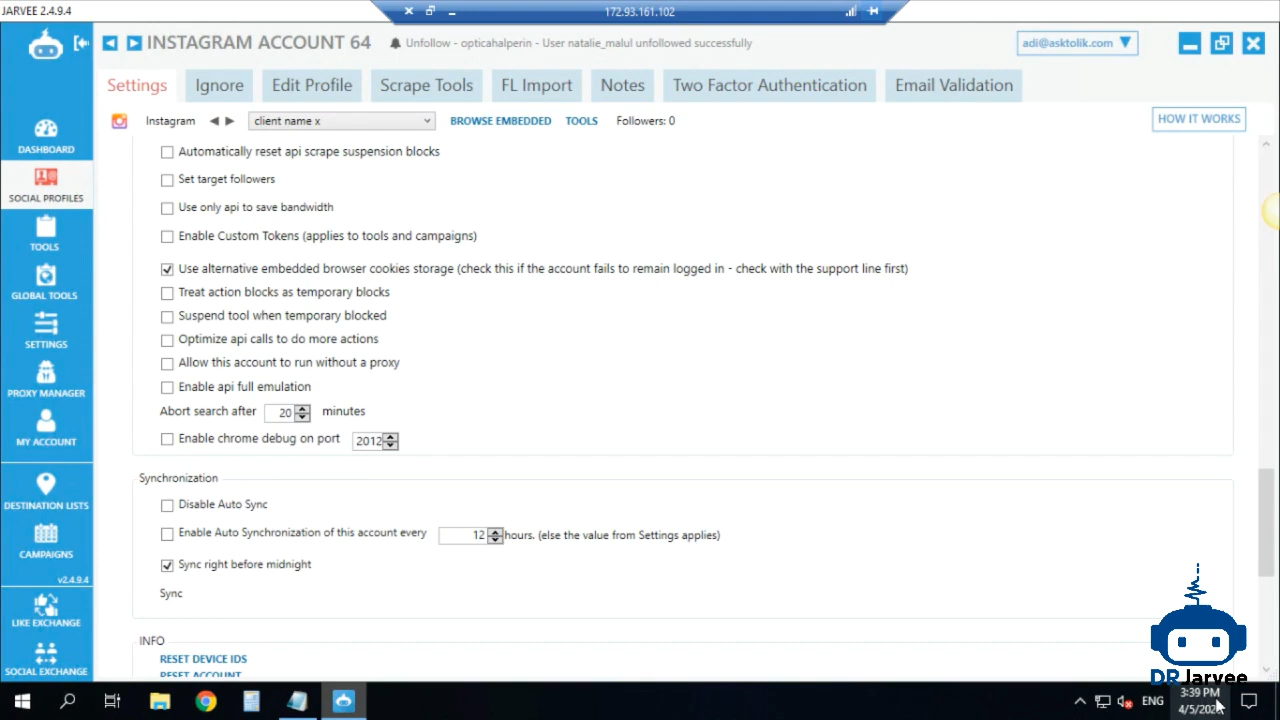 JARVEE 2.4.9.4
172.93.161.102
INSTAGRAM ACCOUNT 64
Unfollow - opticahalperin - User natalie_malul unfollowed successfully
adi@asktolik.com
Settings
Ignore
Edit Profile
Scrape Tools
FL Import
Notes
Two Factor Authentication
Email Validation
Instagram
client name x
BROWSE EMBEDDED
TOOLS
Followers: 0
HOW IT WORKS
DASHBOARD
SOCIAL PROFILES
TOOLS
GLOBAL TOOLS
SETTINGS
PROXY MANAGER
MY ACCOUNT
DESTINATION LISTS
CAMPAIGNS
v2.4.9.4
LIKE EXCHANGE
SOCIAL EXCHANGE
Automatically reset api scrape suspension blocks
Set target followers
Use only api to save bandwidth
Enable Custom Tokens (applies to tools and campaigns)
Use alternative embedded browser cookies storage (check this if the account fails to remain logged in - check with the support line first)
Treat action blocks as temporary blocks
Suspend tool when temporary blocked
Optimize api calls to do more actions
Allow this account to run without a proxy
Enable api full emulation
Abort search after 20 minutes
Enable chrome debug on port 2012
Synchronization
Disable Auto Sync
Enable Auto Synchronization of this account every 12 hours. (else the value from Settings applies)
Sync right before midnight
Sync
INFO
RESET DEVICE IDS
RESET ACCOUNT
DRJarvee
ENG
3:39 PM